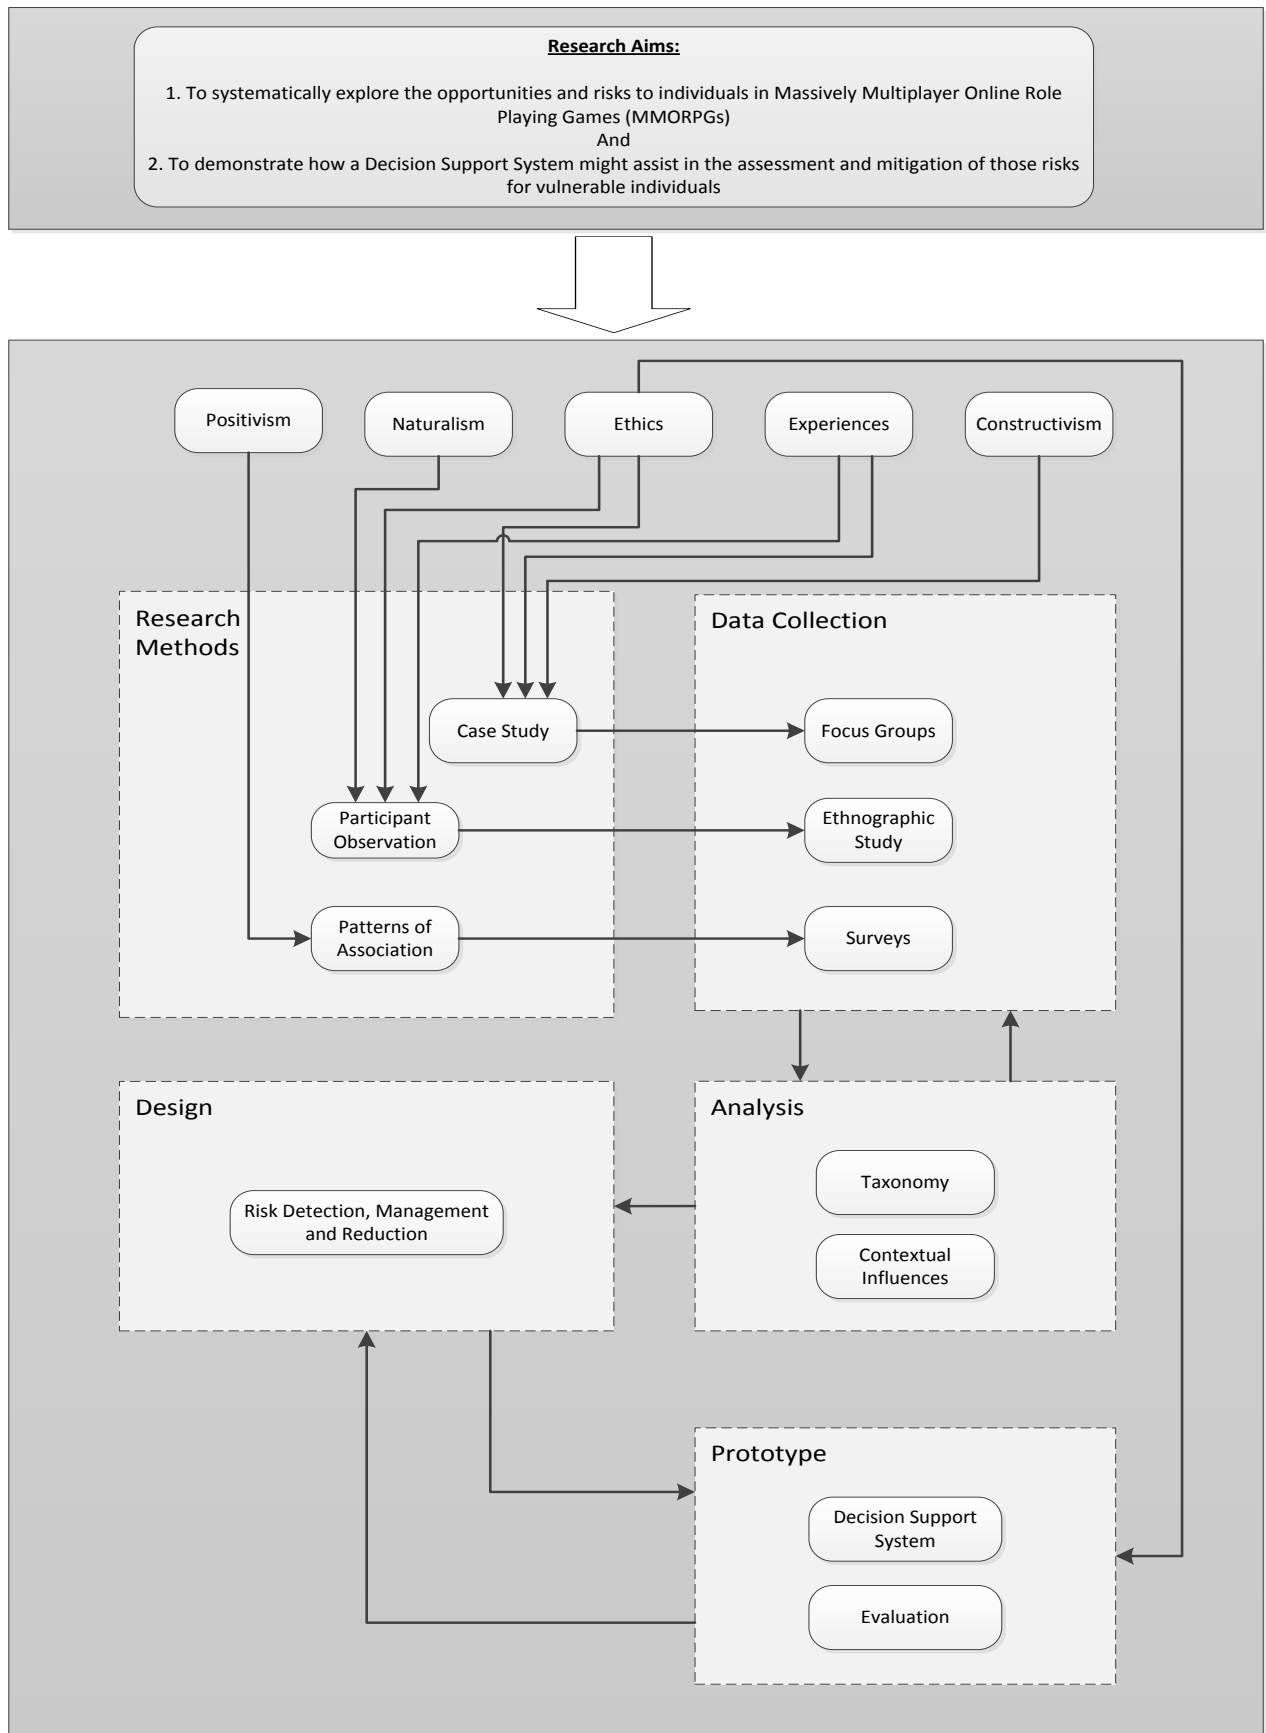 Research Aims:
1. To systematically explore the opportunities and risks to individuals in Massively Multiplayer Online Role
Playing Games (MMORPGs)
And
2. To demonstrate how a Decision Support System might assist in the assessment and mitigation of those risks
for vulnerable individuals
Positivism
Naturalism
Ethics
Experiences
Constructivism
Research
Methods
Case Study
Participant
Observation
Patterns of
Association
Data Collection
Focus Groups
Ethnographic
Study
Surveys
Design
Risk Detection, Management
and Reduction
Analysis
Taxonomy
Contextual
Influences
Prototype
Decision Support
System
Evaluation